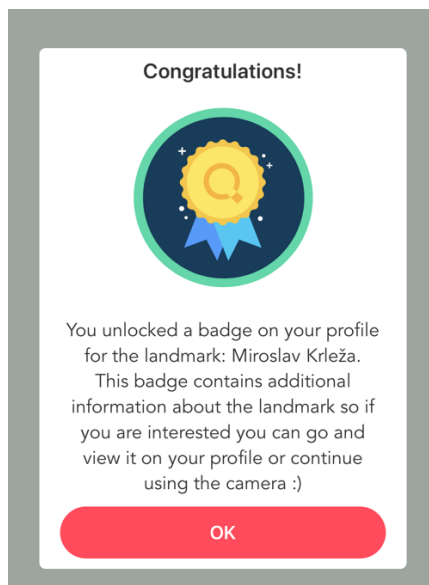 Congratulations!
You unlocked a badge on your profile
for the landmark: Miroslav Krleža.
This badge contains additional
information about the landmark so if
you are interested you can go and
view it on your profile or continue
using the camera :)
OK